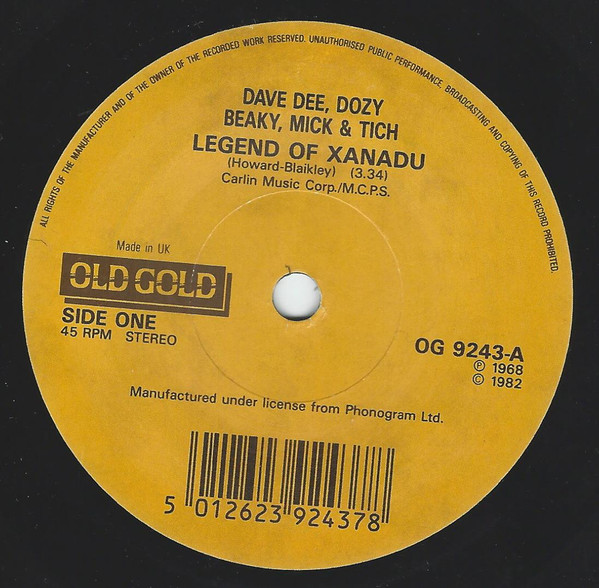 ALL RIGHTS OF THE MANUFACTURER AND OF THE OWNER OF THE RECORDED WORK RESERVED. UNAUTHORISED PUBLIC PERFORMANCE, BROADCASTING AND COPYING OF THIS RECORD PROHIBITED.
DAVE DEE, DOZY
BEAKY, MICK & TICH
LEGEND OF XANADU
(Howard-Blaikley) (3.34)
Carlin Music Corp./M.C.P.S.
Made in UK
OLD GOLD
SIDE ONE
45 RPM STEREO
OG 9243-A
℗ 1968
© 1982
Manufactured under license from Phonogram Ltd.
5 012623 924378